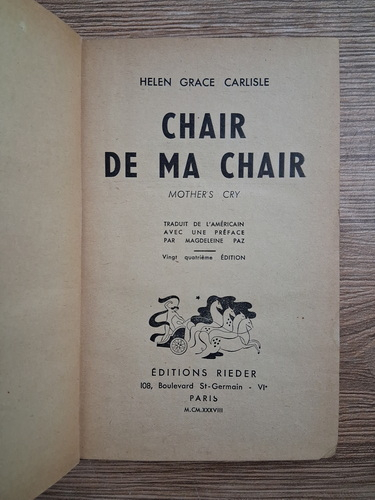 HELEN GRACE CARLISLE
CHAIR
DE MA CHAIR
MOTHER'S CRY
TRADUIT DE L'AMÉRICAIN
AVEC UNE PRÉFACE
PAR MAGDELEINE PAZ
Vingt quatrième ÉDITION
ÉDITIONS RIEDER
108, Boulevard St-Germain - VIe
PARIS
M.CM.XXXVIII